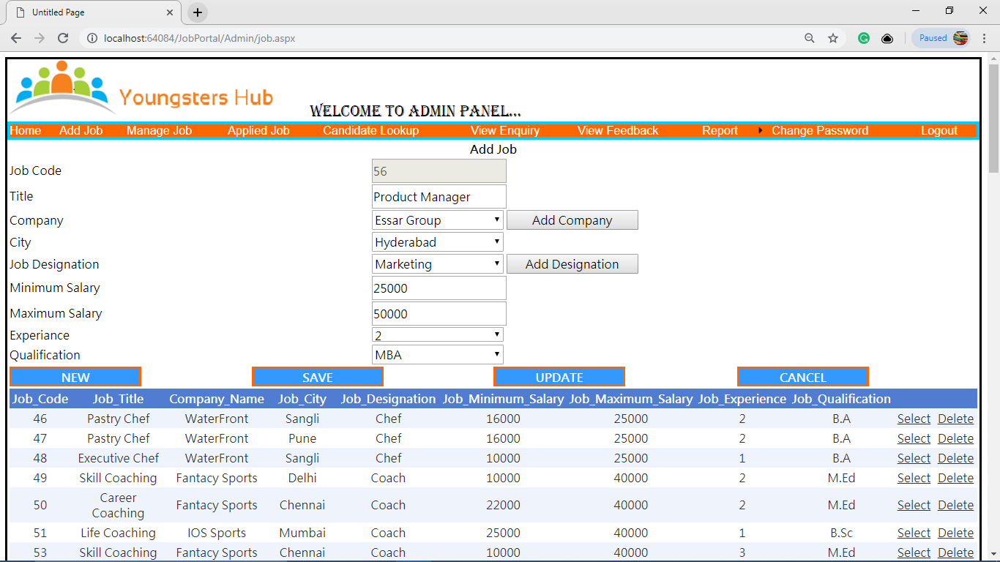 Untitled Page
localhost:64084/JobPortal/Admin/job.aspx
Paused
Youngsters Hub
WELCOME TO ADMIN PANEL...
Home Add Job Manage Job Applied Job Candidate Lookup View Enquiry View Feedback Report Change Password Logout
Add Job
Job Code 56
Title Product Manager
Company Essar Group Add Company
City Hyderabad
Job Designation Marketing Add Designation
Minimum Salary 25000
Maximum Salary 50000
Experiance 2
Qualification MBA
NEW SAVE UPDATE CANCEL
Job_Code Job_Title Company_Name Job_City Job_Designation Job_Minimum_Salary Job_Maximum_Salary Job_Experience Job_Qualification
46 Pastry Chef WaterFront Sangli Chef 16000 25000 2 B.A Select Delete
47 Pastry Chef WaterFront Pune Chef 16000 25000 2 B.A Select Delete
48 Executive Chef WaterFront Sangli Chef 10000 25000 1 B.A Select Delete
49 Skill Coaching Fantacy Sports Delhi Coach 10000 40000 2 M.Ed Select Delete
50 Career Coaching Fantacy Sports Chennai Coach 22000 40000 2 M.Ed Select Delete
51 Life Coaching IOS Sports Mumbai Coach 25000 40000 1 B.Sc Select Delete
53 Skill Coaching Fantacy Sports Chennai Coach 10000 40000 3 M.Ed Select Delete